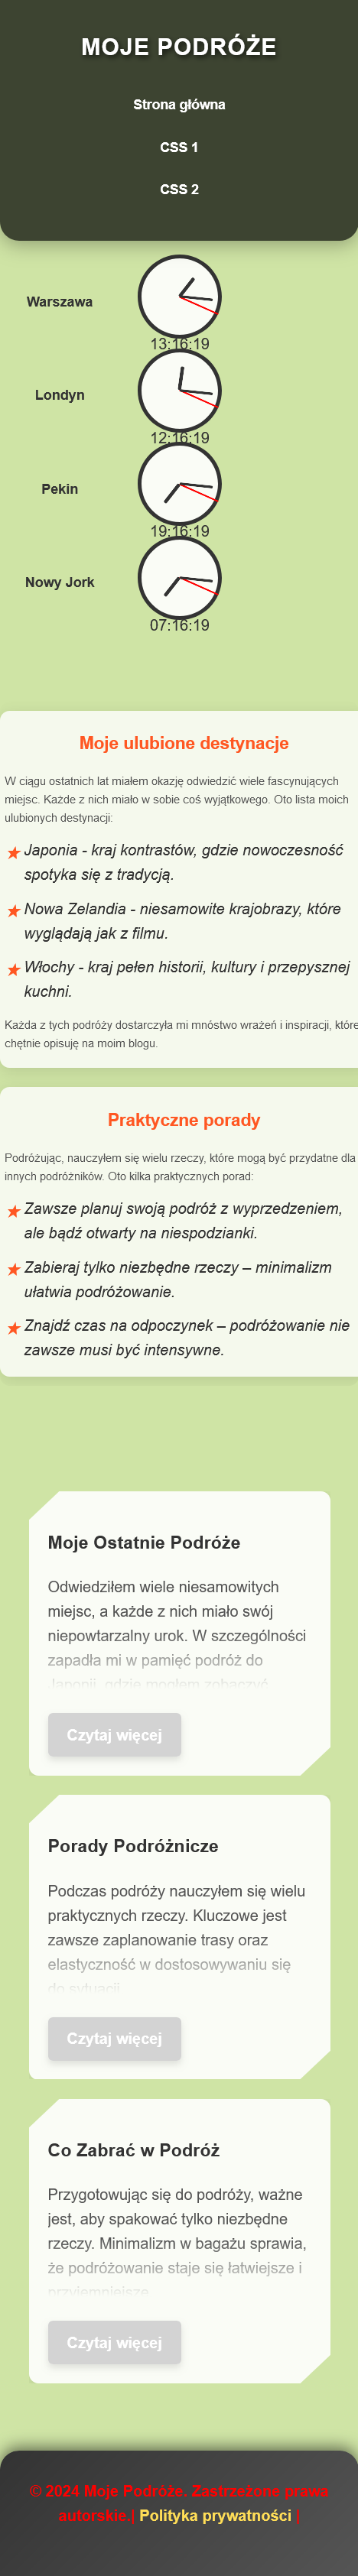 MOJE PODRÓŻE
Strona główna
CSS 1
CSS 2
Warszawa
13:16:19
Londyn
12:16:19
Pekin
19:16:19
Nowy Jork
07:16:19
Moje ulubione destynacje
W ciągu ostatnich lat miałem okazję odwiedzić wiele fascynujących
miejsc. Każde z nich miało w sobie coś wyjątkowego. Oto lista moich
ulubionych destynacji:
★ Japonia - kraj kontrastów, gdzie nowoczesność
spotyka się z tradycją.
★ Nowa Zelandia - niesamowite krajobrazy, które
wyglądają jak z filmu.
★ Włochy - kraj pełen historii, kultury i przepysznej
kuchni.
Każda z tych podróży dostarczyła mi mnóstwo wrażeń i inspiracji, które
chętnie opisuję na moim blogu.
Praktyczne porady
Podróżując, nauczyłem się wielu rzeczy, które mogą być przydatne dla
innych podróżników. Oto kilka praktycznych porad:
★ Zawsze planuj swoją podróż z wyprzedzeniem,
ale bądź otwarty na niespodzianki.
★ Zabieraj tylko niezbędne rzeczy – minimalizm
ułatwia podróżowanie.
★ Znajdź czas na odpoczynek – podróżowanie nie
zawsze musi być intensywne.
Moje Ostatnie Podróże
Odwiedziłem wiele niesamowitych
miejsc, a każde z nich miało swój
niepowtarzalny urok. W szczególności
zapadła mi w pamięć podróż do
Japonii, gdzie mogłem zobaczyć
Czytaj więcej
Porady Podróżnicze
Podczas podróży nauczyłem się wielu
praktycznych rzeczy. Kluczowe jest
zawsze zaplanowanie trasy oraz
elastyczność w dostosowywaniu się
do sytuacji.
Czytaj więcej
Co Zabrać w Podróż
Przygotowując się do podróży, ważne
jest, aby spakować tylko niezbędne
rzeczy. Minimalizm w bagażu sprawia,
że podróżowanie staje się łatwiejsze i
przyjemniejsze.
Czytaj więcej
© 2024 Moje Podróże. Zastrzeżone prawa
autorskie.| Polityka prywatności |